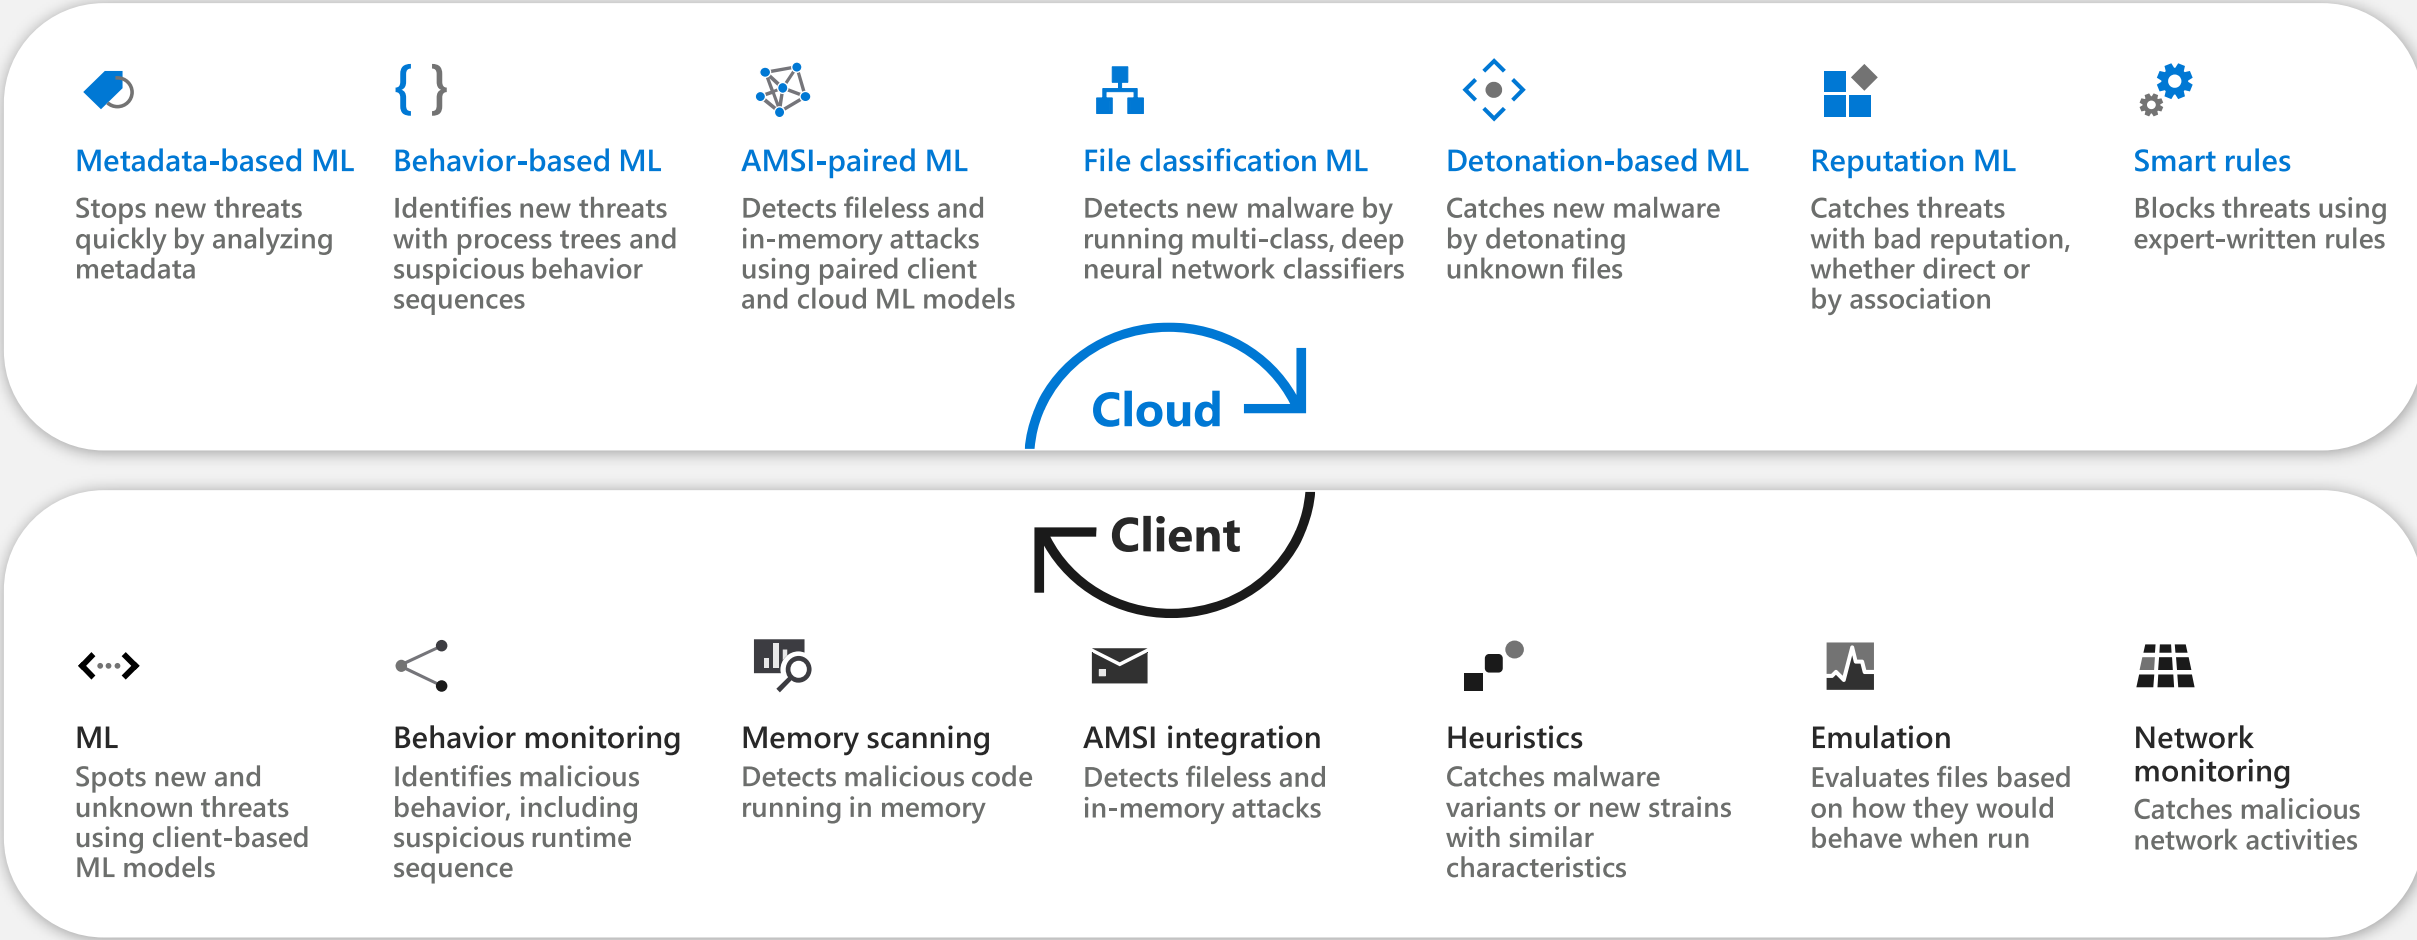 Metadata-based ML
Stops new threats
quickly by analyzing
metadata
Behavior-based ML
Identifies new threats
with process trees and
suspicious behavior
sequences
AMSI-paired ML
Detects fileless and
in-memory attacks
using paired client
and cloud ML models
File classification ML
Detects new malware by
running multi-class, deep
neural network classifiers
Detonation-based ML
Catches new malware
by detonating
unknown files
Reputation ML
Catches threats
with bad reputation,
whether direct or
by association
Smart rules
Blocks threats using
expert-written rules
Cloud
Client
ML
Spots new and
unknown threats
using client-based
ML models
Behavior monitoring
Identifies malicious
behavior, including
suspicious runtime
sequence
Memory scanning
Detects malicious code
running in memory
AMSI integration
Detects fileless and
in-memory attacks
Heuristics
Catches malware
variants or new strains
with similar
characteristics
Emulation
Evaluates files based
on how they would
behave when run
Network
monitoring
Catches malicious
network activities